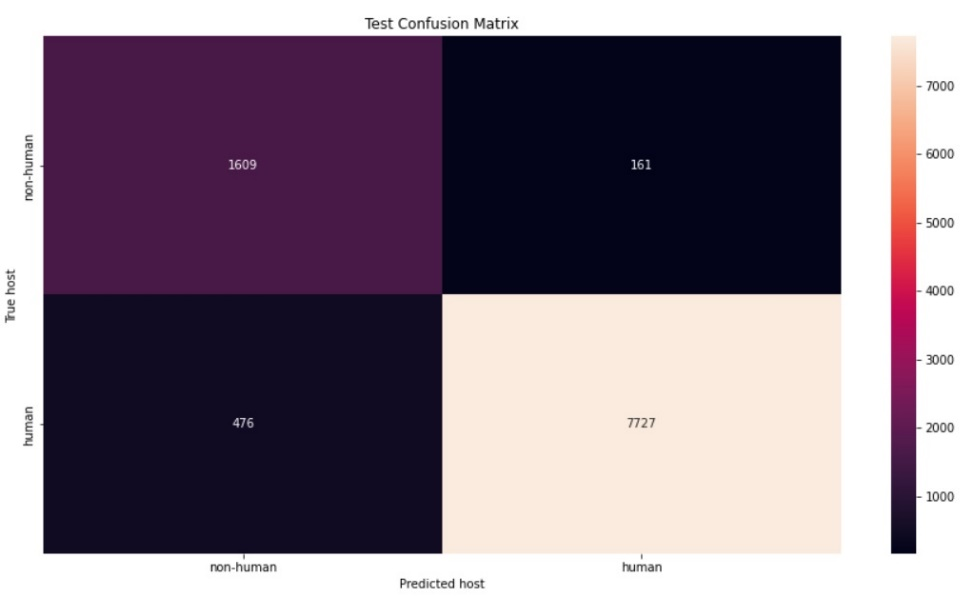 Test Confusion Matrix
non-human
1609
161
True host
human
476
7727
non-human
human
Predicted host
7000
6000
5000
4000
3000
2000
1000